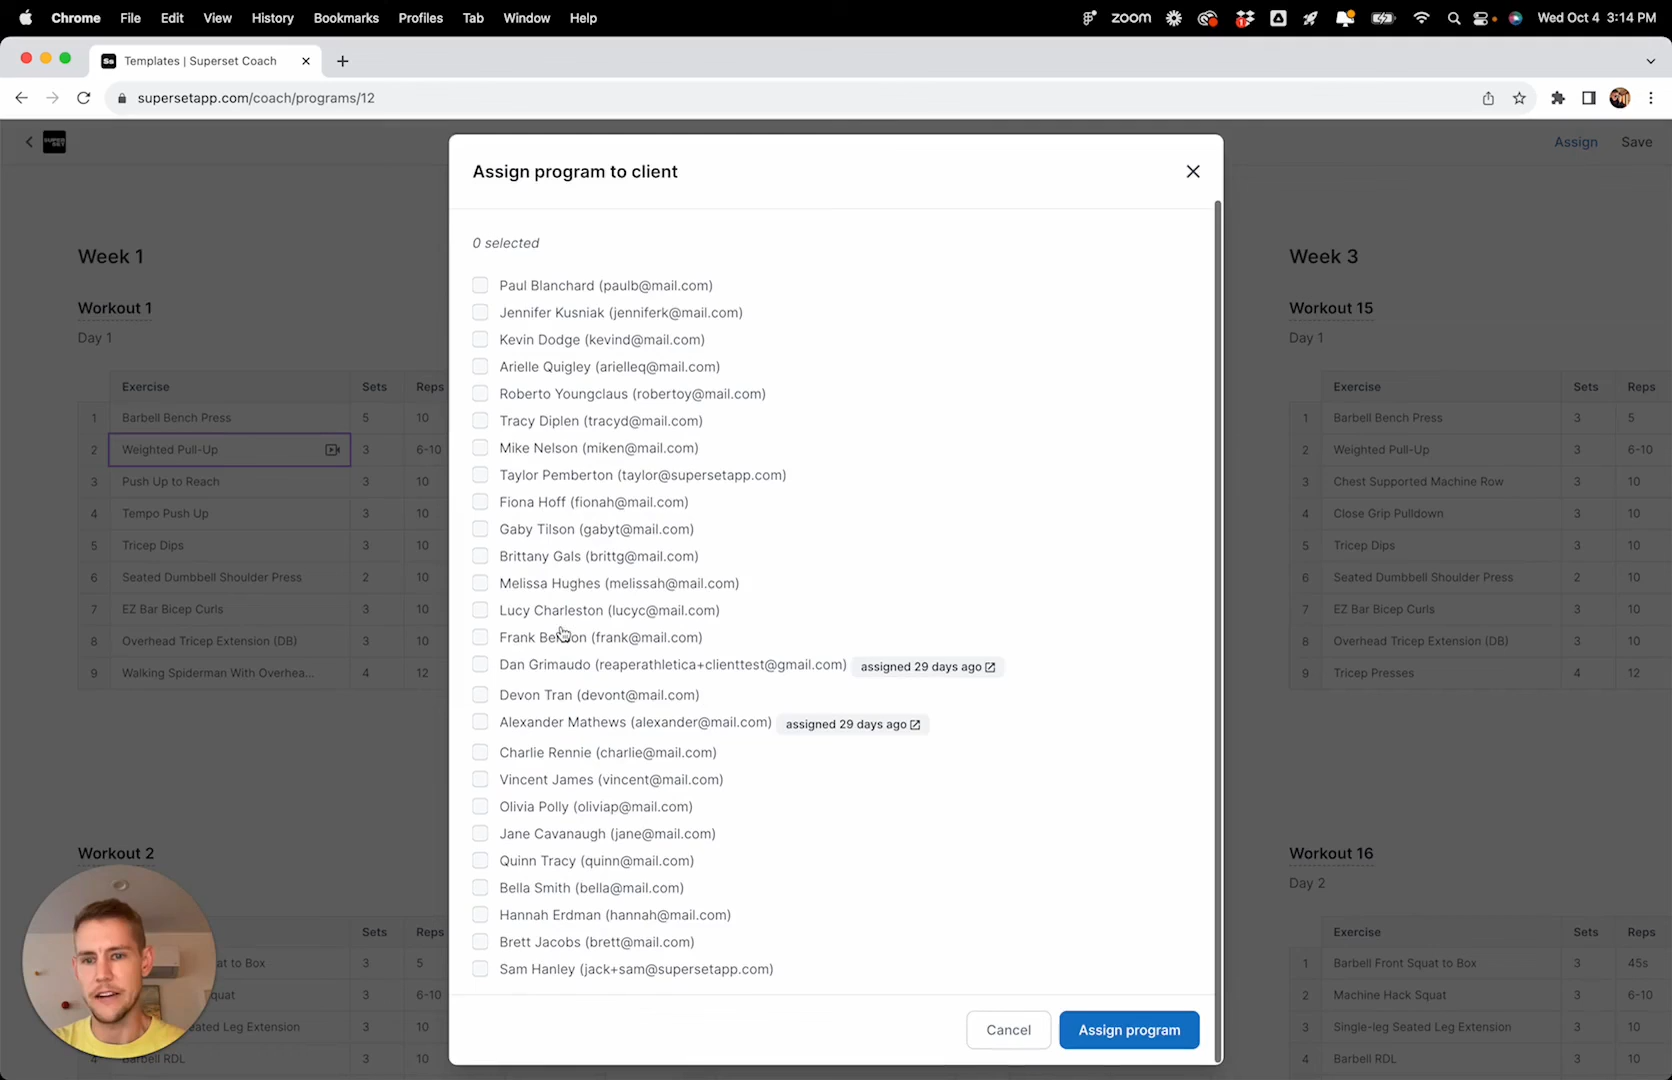 Chrome File Edit View History Bookmarks Profiles Tab Window Help zoom Wed Oct 4 3:14 PM
Ss Templates | Superset Coach
supersetapp.com/coach/programs/12
SUPER SET Assign Save
Assign program to client
0 selected
Paul Blanchard (paulb@mail.com)
Jennifer Kusniak (jenniferk@mail.com)
Kevin Dodge (kevind@mail.com)
Arielle Quigley (arielleq@mail.com)
Roberto Youngclaus (robertoy@mail.com)
Tracy Diplen (tracyd@mail.com)
Mike Nelson (miken@mail.com)
Taylor Pemberton (taylor@supersetapp.com)
Fiona Hoff (fionah@mail.com)
Gaby Tilson (gabyt@mail.com)
Brittany Gals (brittg@mail.com)
Melissa Hughes (melissah@mail.com)
Lucy Charleston (lucyc@mail.com)
Frank (frank@mail.com)
Dan Grimaudo (reaperathletica+clienttest@gmail.com) assigned 29 days ago
Devon Tran (devont@mail.com)
Alexander Mathews (alexander@mail.com) assigned 29 days ago
Charlie Rennie (charlie@mail.com)
Vincent James (vincent@mail.com)
Olivia Polly (oliviap@mail.com)
Jane Cavanaugh (jane@mail.com)
Quinn Tracy (quinn@mail.com)
Bella Smith (bella@mail.com)
Hannah Erdman (hannah@mail.com)
Brett Jacobs (brett@mail.com)
Sam Hanley (jack+sam@supersetapp.com)
Cancel Assign program
Week 1
Workout 1
Day 1
Exercise Sets Reps
1 Barbell Bench Press 5 10
2 Weighted Pull-Up 3 6-10
3 Push Up to Reach 3 10
4 Tempo Push Up 3 10
5 Tricep Dips 3 10
6 Seated Dumbbell Shoulder Press 2 10
7 EZ Bar Bicep Curls 3 10
8 Overhead Tricep Extension (DB) 3 10
9 Walking Spiderman With Overhea... 4 12
Workout 2
Sets Reps
at to Box 3 5
quat 3 6-10
eated Leg Extension 3 10
4 Barbell RDL 3 10
Week 3
Workout 15
Day 1
Exercise Sets Reps
1 Barbell Bench Press 3 5
2 Weighted Pull-Up 3 6-10
3 Chest Supported Machine Row 3 10
4 Close Grip Pulldown 3 10
5 Tricep Dips 3 10
6 Seated Dumbbell Shoulder Press 2 10
7 EZ Bar Bicep Curls 3 10
8 Overhead Tricep Extension (DB) 3 10
9 Tricep Presses 4 12
Workout 16
Day 2
Exercise Sets Reps
1 Barbell Front Squat to Box 3 45s
2 Machine Hack Squat 3 6-10
3 Single-leg Seated Leg Extension 3 10
4 Barbell RDL 3 10